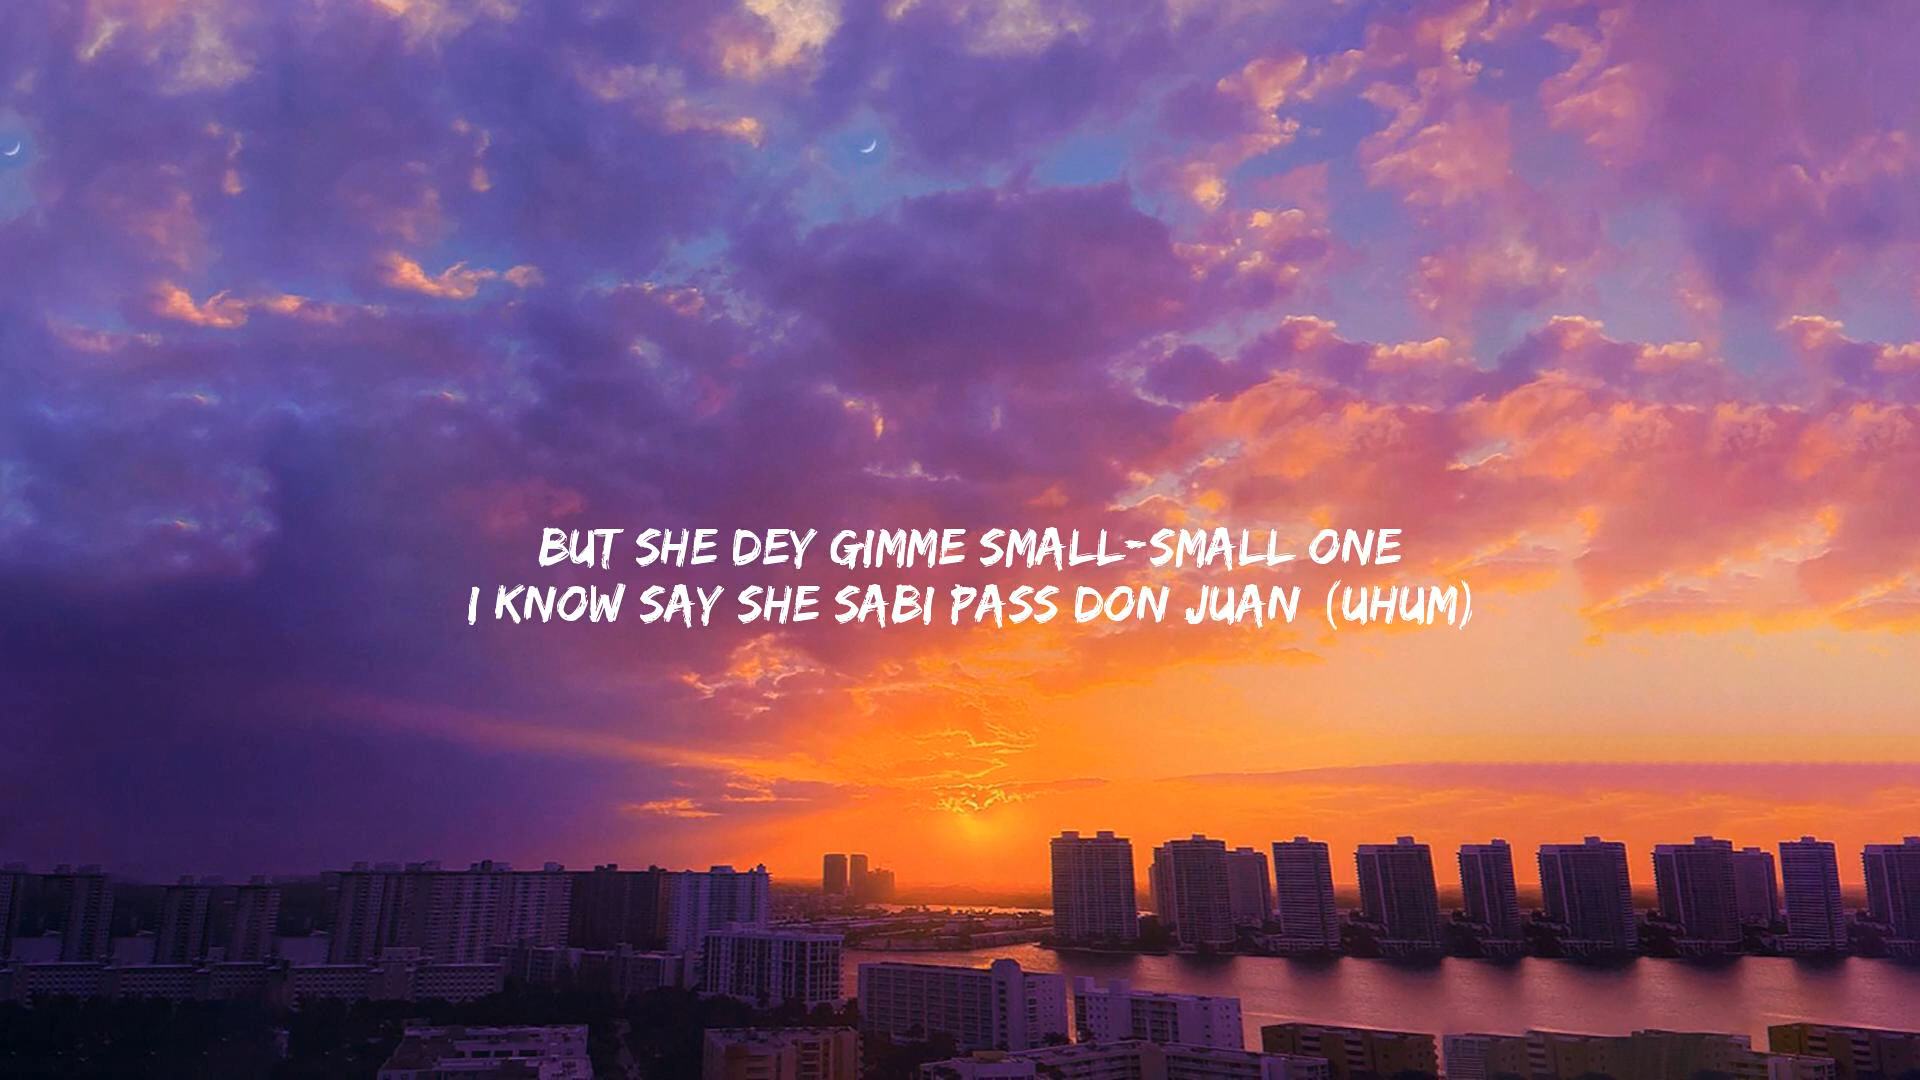 BUT SHE DEY GIMME SMALL-SMALL ONE
I KNOW SAY SHE SABI PASS DON JUAN (UHUM)